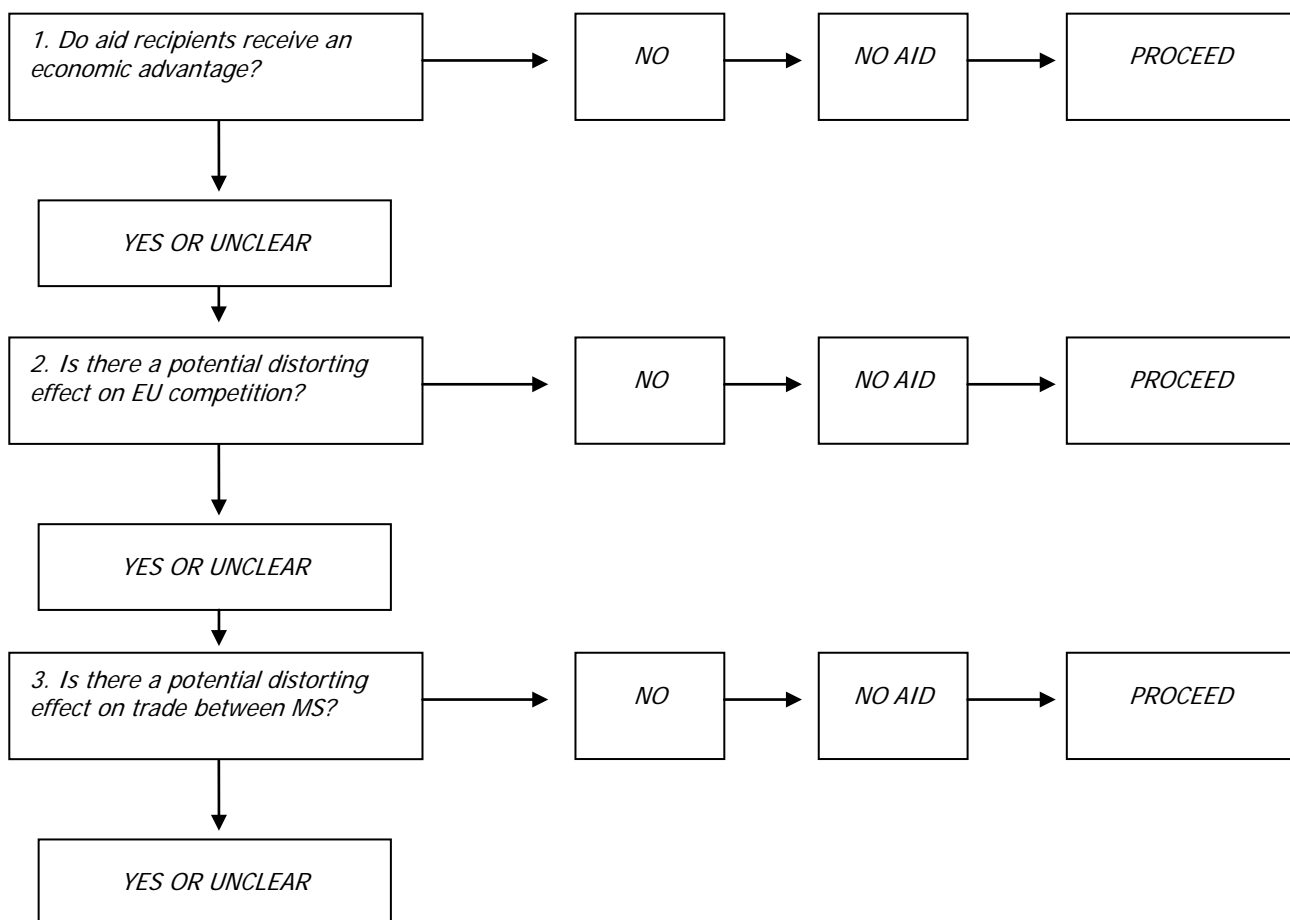 1. Do aid recipients receive an
economic advantage?
NO
NO AID
PROCEED
YES OR UNCLEAR
2. Is there a potential distorting
effect on EU competition?
NO
NO AID
PROCEED
YES OR UNCLEAR
3. Is there a potential distorting
effect on trade between MS?
NO
NO AID
PROCEED
YES OR UNCLEAR